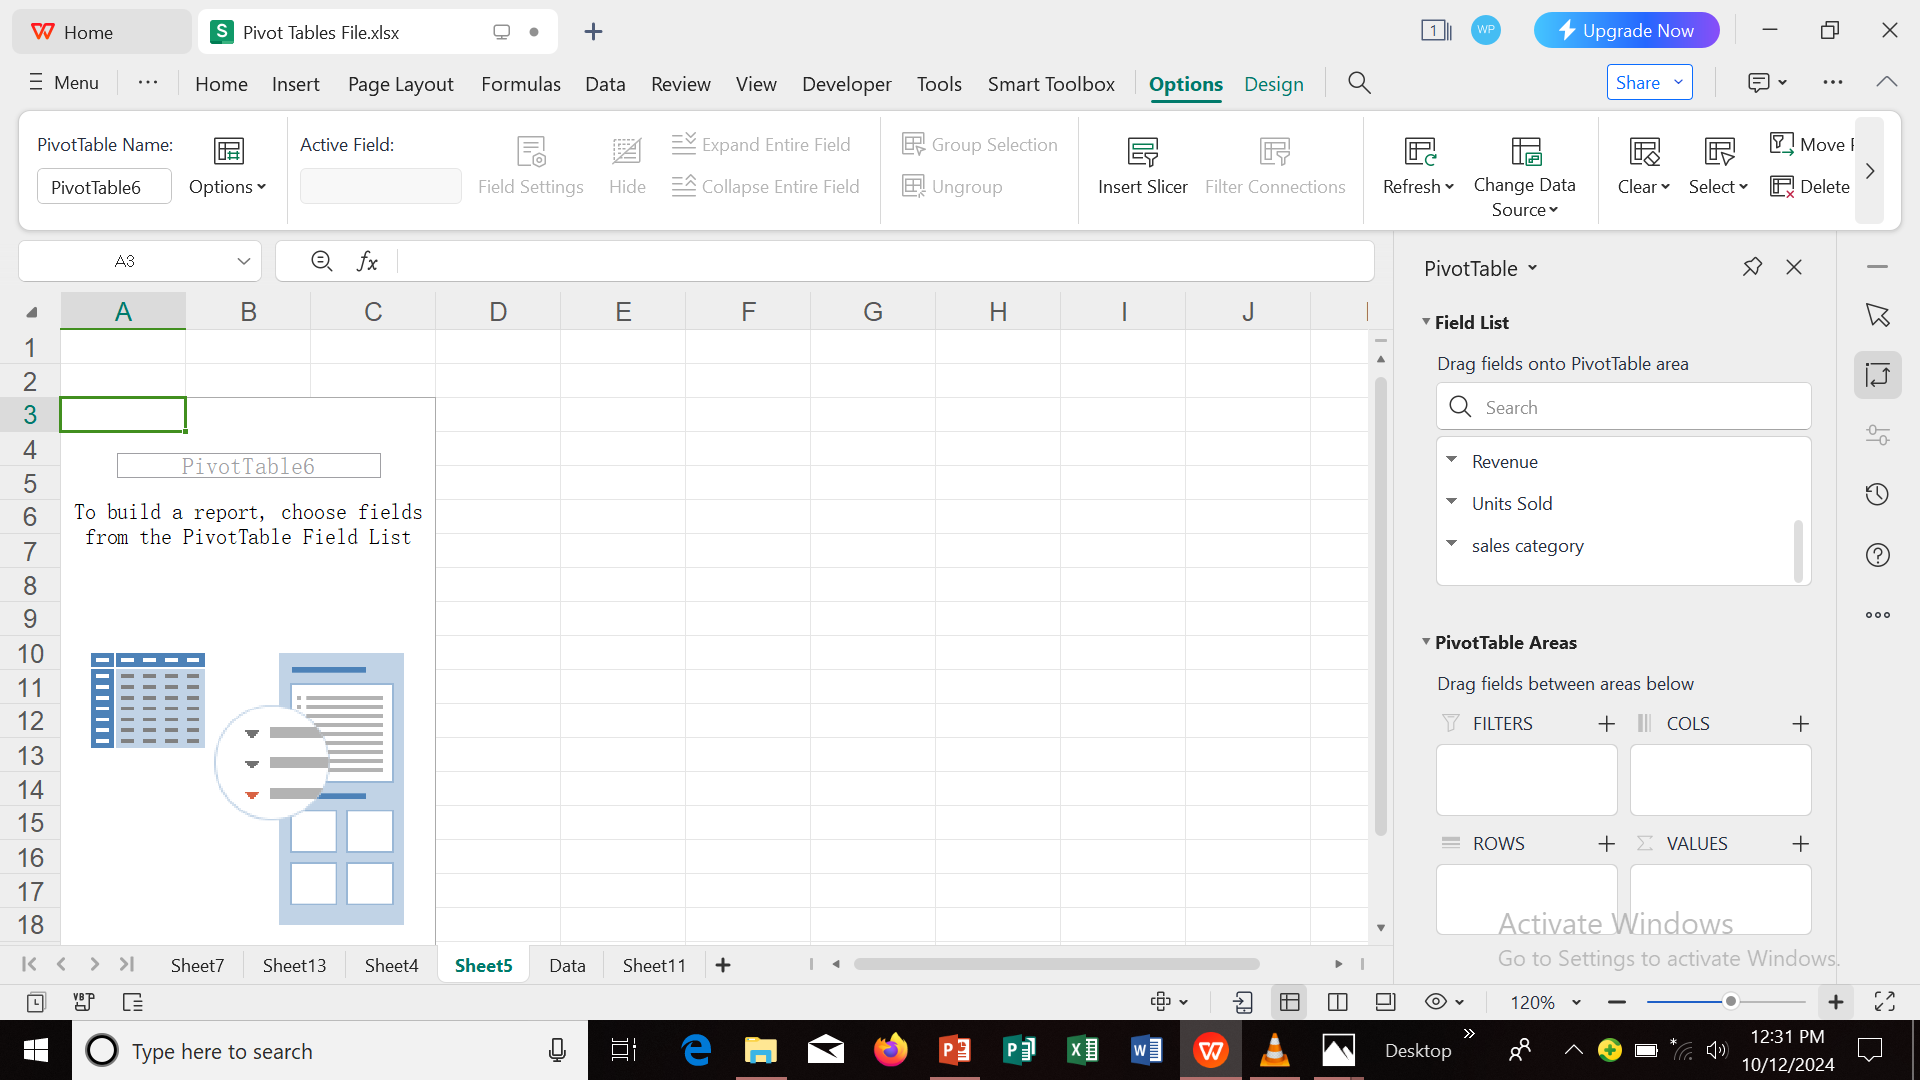 Home
Pivot Tables File.xlsx
1
WP
Upgrade Now
Menu
Home Insert Page Layout Formulas Data Review View Developer Tools Smart Toolbox Options Design
Share
PivotTable Name:
PivotTable6
Options
Active Field:
Field Settings
Hide
Expand Entire Field
Collapse Entire Field
Group Selection
Ungroup
Insert Slicer
Filter Connections
Refresh
Change Data
Source
Clear
Select
Move
Delete
A3
fx
A B C D E F G H I J
1
2
3
4
5
6
7
8
9
10
11
12
13
14
15
16
17
18
PivotTable6
To build a report, choose fields
from the PivotTable Field List
PivotTable
Field List
Drag fields onto PivotTable area
Search
Revenue
Units Sold
sales category
PivotTable Areas
Drag fields between areas below
FILTERS
COLS
ROWS
VALUES
Activate Windows
Go to Settings to activate Windows.
Sheet7 Sheet13 Sheet4 Sheet5 Data Sheet11
120%
Type here to search
Desktop
12:31 PM
10/12/2024